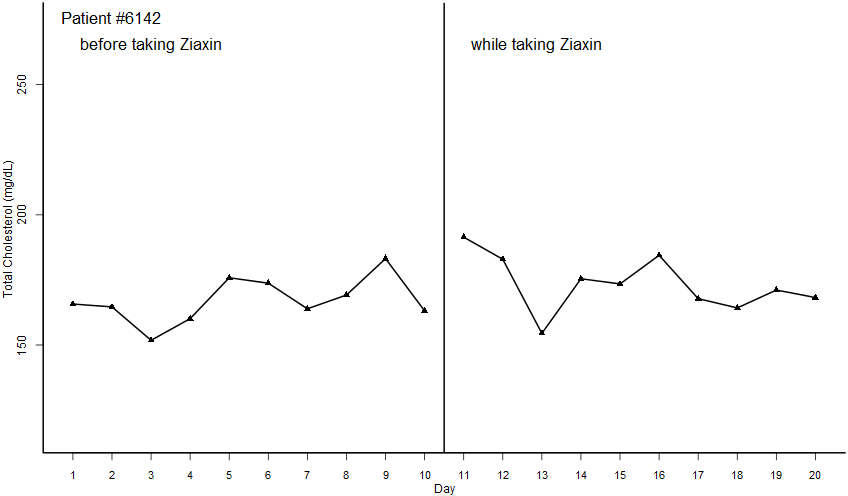 Patient #6142
before taking Ziaxin
while taking Ziaxin
Total Cholesterol (mg/dL)
250
200
150
1 2 3 4 5 6 7 8 9 10 11 12 13 14 15 16 17 18 19 20
Day